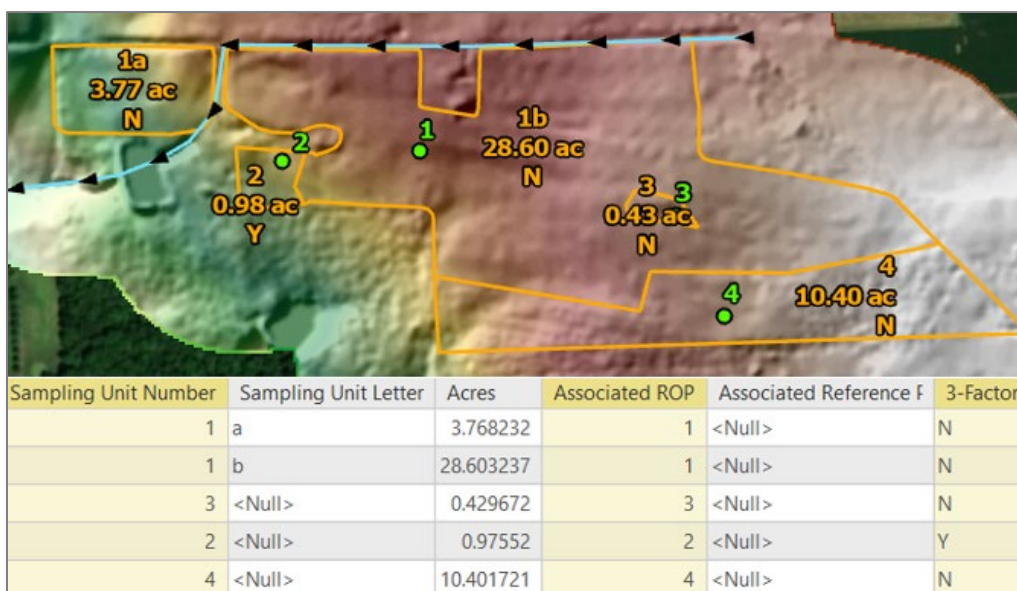 1a
3.77 ac
N
2
1
1b
28.60 ac
N
2
0.98 ac
Y
3
3
0.43 ac
N
4
10.40 ac
N
4
Sampling Unit Number Sampling Unit Letter Acres Associated ROP Associated Reference 3-Factor
1 a 3.768232 1 <Null> N
1 b 28.603237 1 <Null> N
3 <Null> 0.429672 3 <Null> N
2 <Null> 0.97552 2 <Null> Y
4 <Null> 10.401721 4 <Null> N